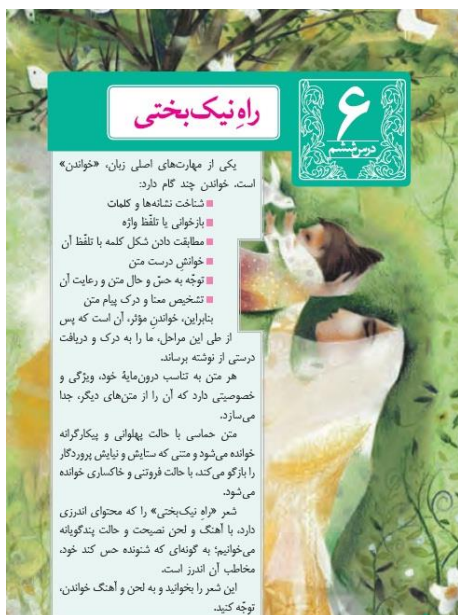 ۶
درس ششم
راهِ نیک‌بختی
یکی از مهارت‌های اصلی زبان، «خواندن»
است. خواندن چند گام دارد:
■ شناخت نشانه‌ها و کلمات
■ بازخوانی یا تلفّظ واژه
■ مطابقت دادن شکل کلمه با تلفّظ آن
■ خوانشِ درست متن
■ توجّه به حسّ و حال متن و رعایت آن
■ تشخیص معنا و درک پیام متن
بنابراین، خواندنِ مؤثر، آن است که پس
از طی این مراحل، ما را به درک و دریافت
درستی از نوشته برساند.
هر متن به تناسب درون‌مایهٔ خود، ویژگی و
خصوصیتی دارد که آن را از متن‌های دیگر، جدا
می‌سازد.
متن حماسی با حالت پهلوانی و پیکارگرانه
خوانده می‌شود و متنی که ستایش و نیایش پروردگار
را بازگو می‌کند، با حالت فروتنی و خاکساری خوانده
می‌شود.
شعر «راهِ نیک‌بختی» را که محتوای اندرزی
دارد، با آهنگ و لحن نصیحت و حالت پندگویانه
می‌خوانیم؛ به گونه‌ای که شنونده حس کند خود،
مخاطب آن اندرز است.
این شعر را بخوانید و به لحن و آهنگ خواندن،
توجّه کنید.